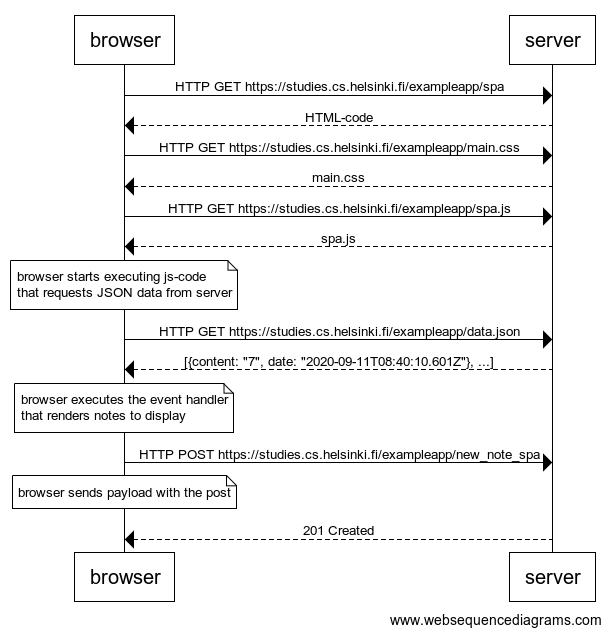 browser
server
HTTP GET https://studies.cs.helsinki.fi/exampleapp/spa
HTML-code
HTTP GET https://studies.cs.helsinki.fi/exampleapp/main.css
main.css
HTTP GET https://studies.cs.helsinki.fi/exampleapp/spa.js
spa.js
browser starts executing js-code
that requests JSON data from server
HTTP GET https://studies.cs.helsinki.fi/exampleapp/data.json
[{content: "7", date: "2020-09-11T08:40:10.601Z"}, ...]
browser executes the event handler
that renders notes to display
HTTP POST https://studies.cs.helsinki.fi/exampleapp/new_note_spa
browser sends payload with the post
201 Created
browser
server
www.websequencediagrams.com